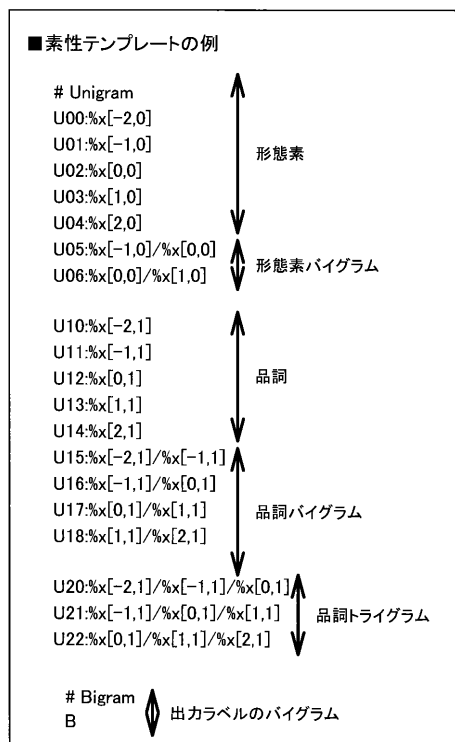 ■素性テンプレートの例
# Unigram
U00:%x[-2,0]
U01:%x[-1,0]
U02:%x[0,0]
U03:%x[1,0]
U04:%x[2,0]
形態素
U05:%x[-1,0]/%x[0,0]
U06:%x[0,0]/%x[1,0]
形態素バイグラム
U10:%x[-2,1]
U11:%x[-1,1]
U12:%x[0,1]
U13:%x[1,1]
U14:%x[2,1]
品詞
U15:%x[-2,1]/%x[-1,1]
U16:%x[-1,1]/%x[0,1]
U17:%x[0,1]/%x[1,1]
U18:%x[1,1]/%x[2,1]
品詞バイグラム
U20:%x[-2,1]/%x[-1,1]/%x[0,1]
U21:%x[-1,1]/%x[0,1]/%x[1,1]
U22:%x[0,1]/%x[1,1]/%x[2,1]
品詞トライグラム
# Bigram
B
出力ラベルのバイグラム